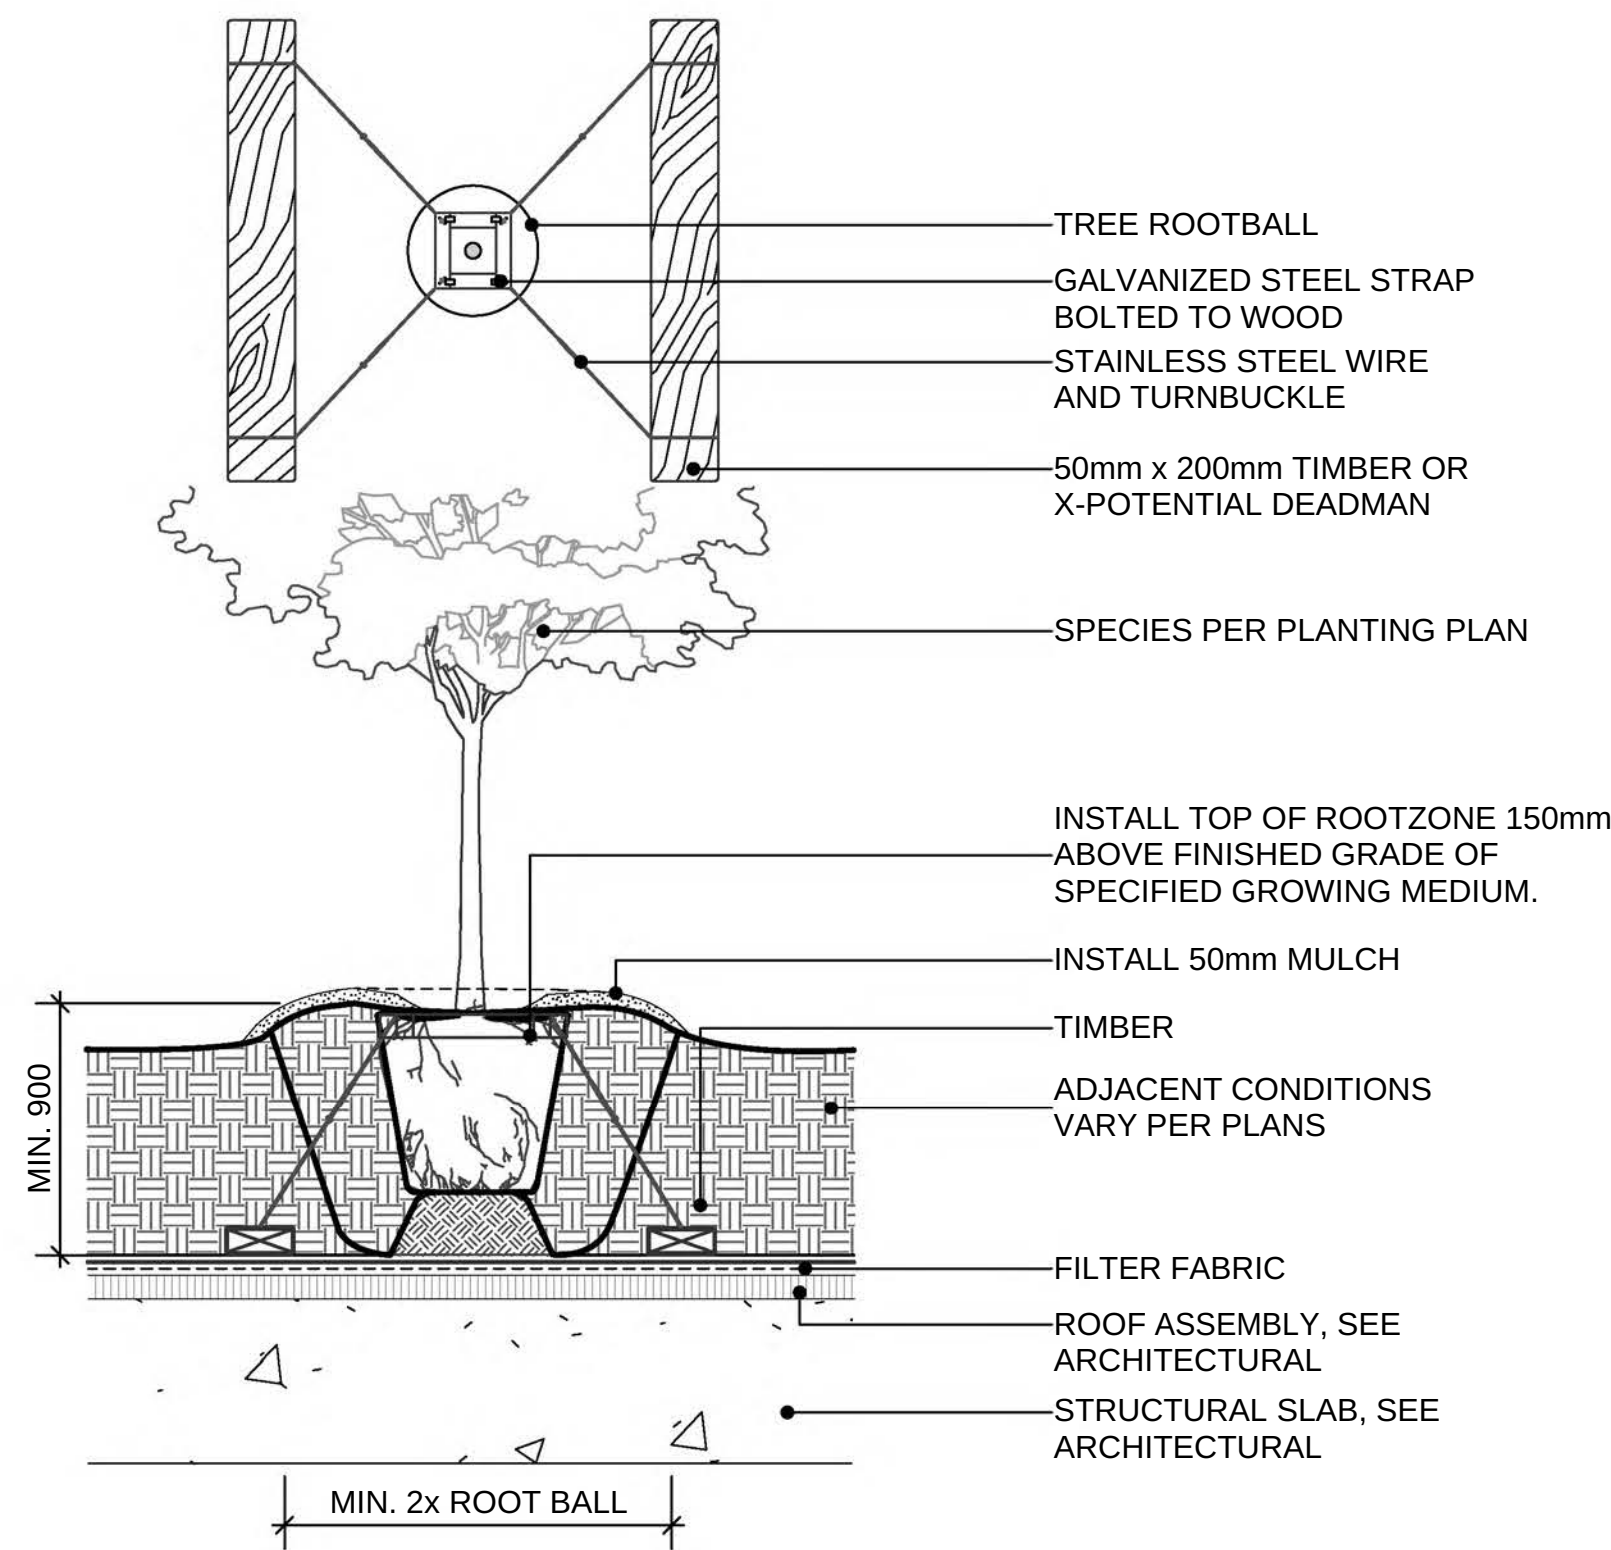 TREE ROOTBALL
GALVANIZED STEEL STRAP
BOLTED TO WOOD
STAINLESS STEEL WIRE
AND TURNBUCKLE
50mm x 200mm TIMBER OR
X-POTENTIAL DEADMAN
SPECIES PER PLANTING PLAN
INSTALL TOP OF ROOTZONE 150mm
ABOVE FINISHED GRADE OF
SPECIFIED GROWING MEDIUM.
INSTALL 50mm MULCH
TIMBER
ADJACENT CONDITIONS
VARY PER PLANS
MIN. 900
FILTER FABRIC
ROOF ASSEMBLY, SEE
ARCHITECTURAL
STRUCTURAL SLAB, SEE
ARCHITECTURAL
MIN. 2x ROOT BALL